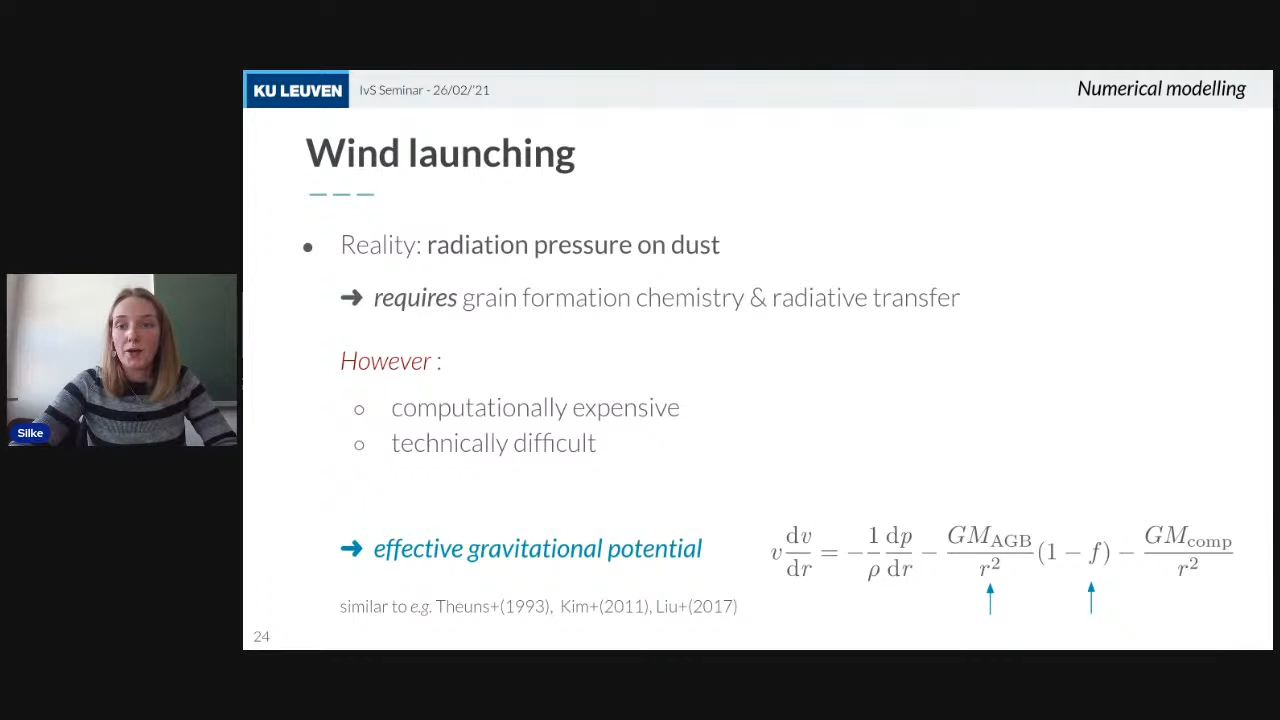 KU LEUVEN
IvS Seminar - 26/02/'21
Numerical modelling
Wind launching
● Reality: radiation pressure on dust
➜ requires grain formation chemistry & radiative transfer
However :
○ computationally expensive
○ technically difficult
➜ effective gravitational potential
v dv/dr = − 1/ρ dp/dr − GM_AGB/r² (1 − f) − GM_comp/r²
similar to e.g. Theuns+(1993), Kim+(2011), Liu+(2017)
24
Silke